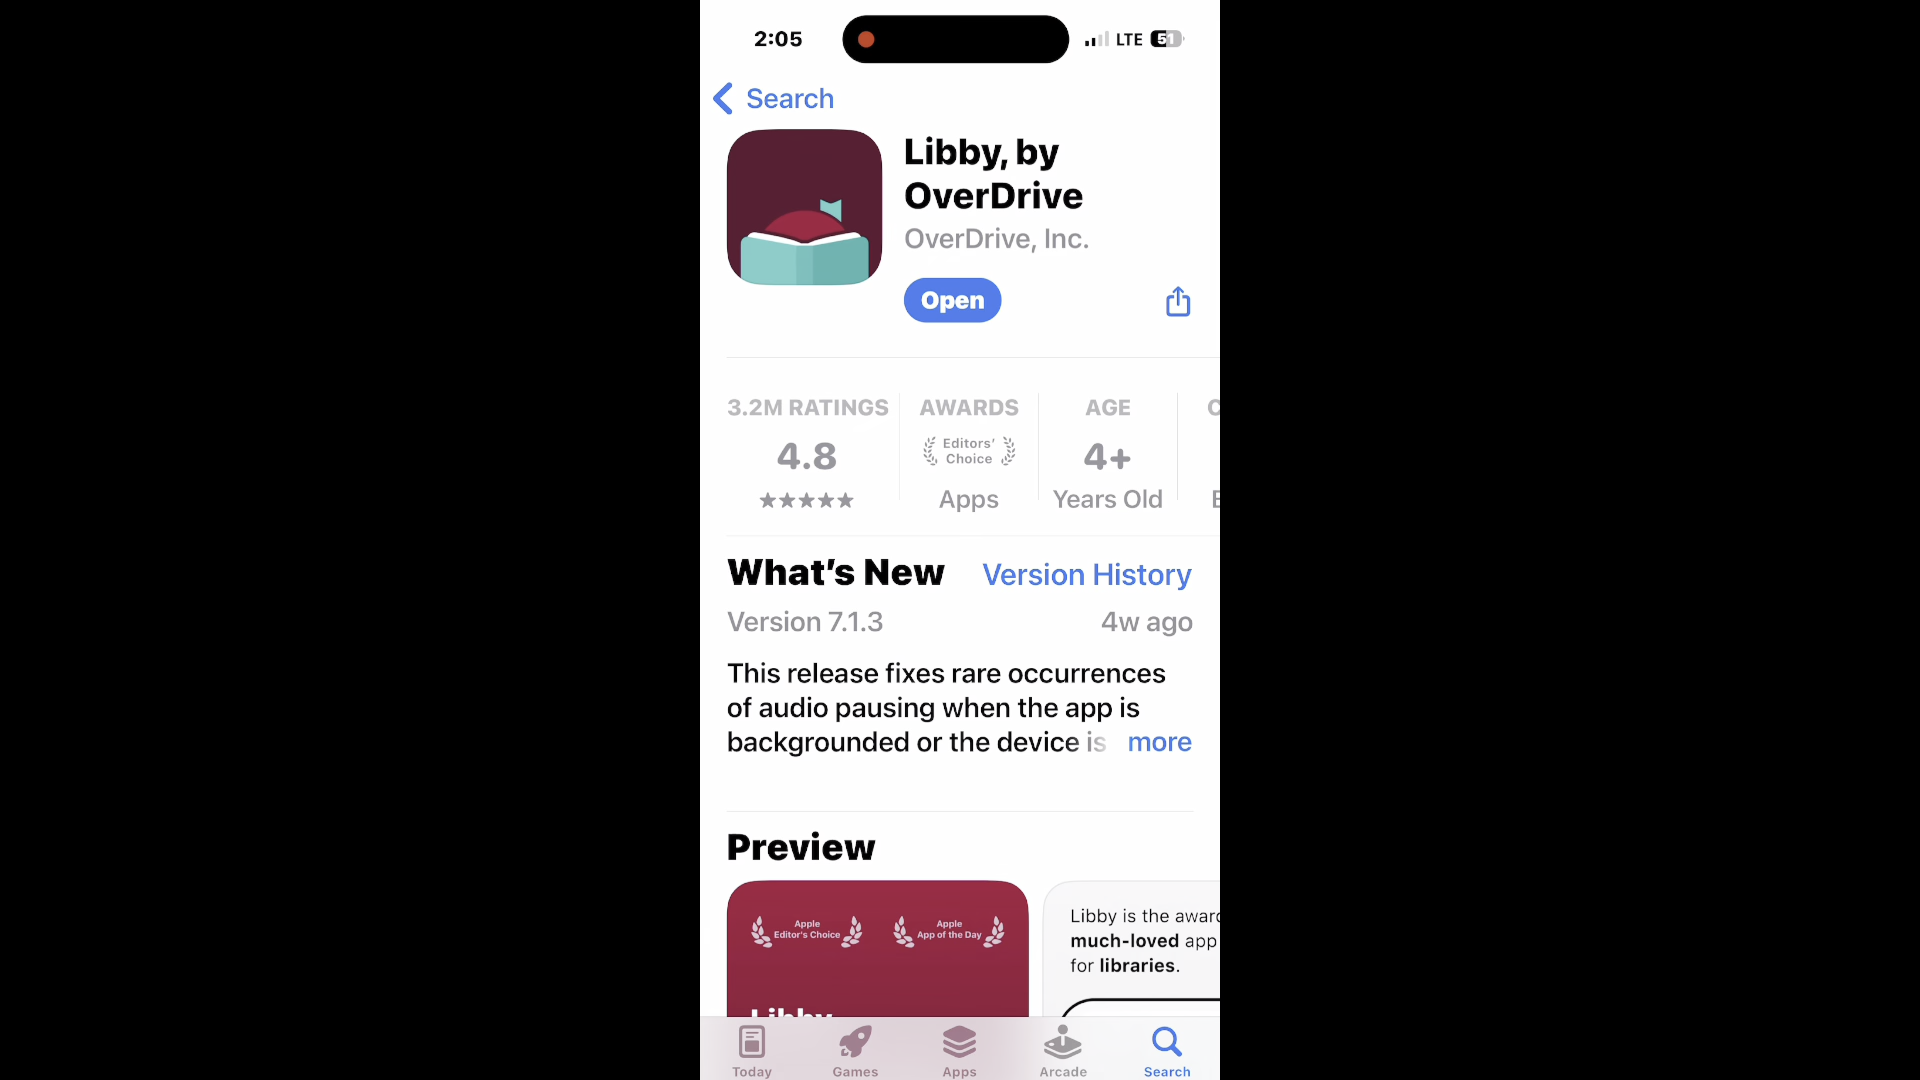 2:05
LTE
51
Search
Libby, by
OverDrive
OverDrive, Inc.
Open
3.2M RATINGS
AWARDS
AGE
4.8
Editors’
Choice
4+
Apps
Years Old
What’s New
Version History
Version 7.1.3
4w ago
This release fixes rare occurrences
of audio pausing when the app is
backgrounded or the device is
more
Preview
Apple
Editor's Choice
Apple
App of the Day
Libby
Libby is the award
much-loved app
for libraries.
Today
Games
Apps
Arcade
Search